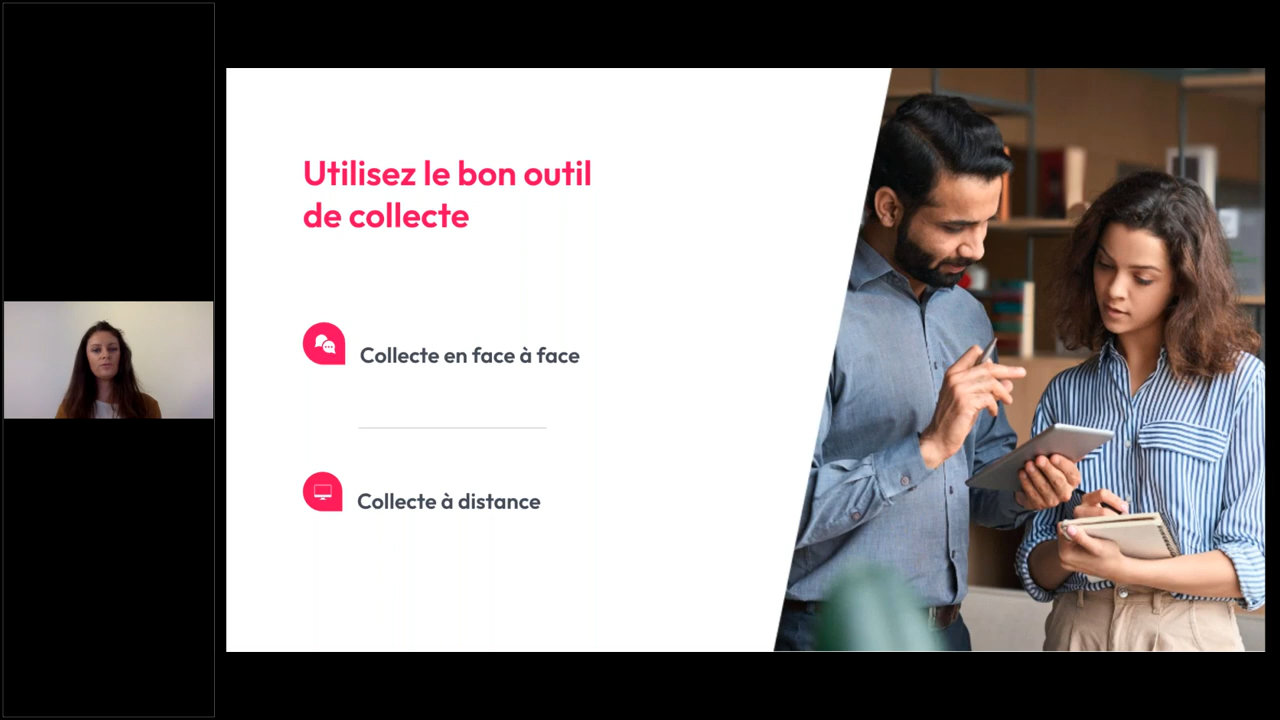 Utilisez le bon outil
de collecte
Collecte en face à face
Collecte à distance